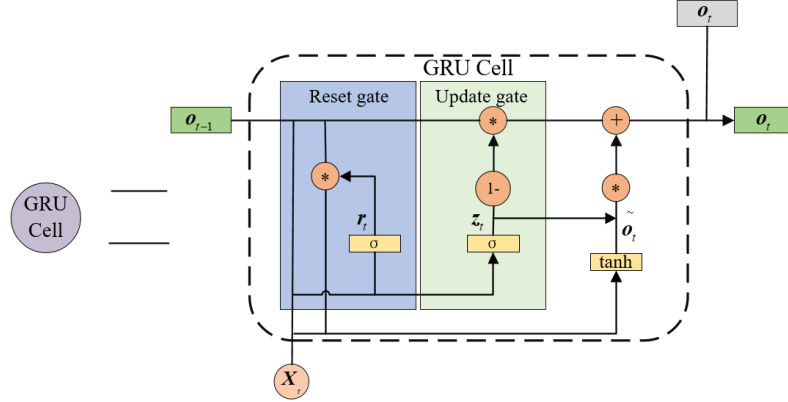 o_t
GRU Cell
Reset gate
Update gate
o_{t-1}
*
+
o_t
*
1-
*
GRU
Cell
r_t
z_t
õ_t
σ
σ
tanh
X_t